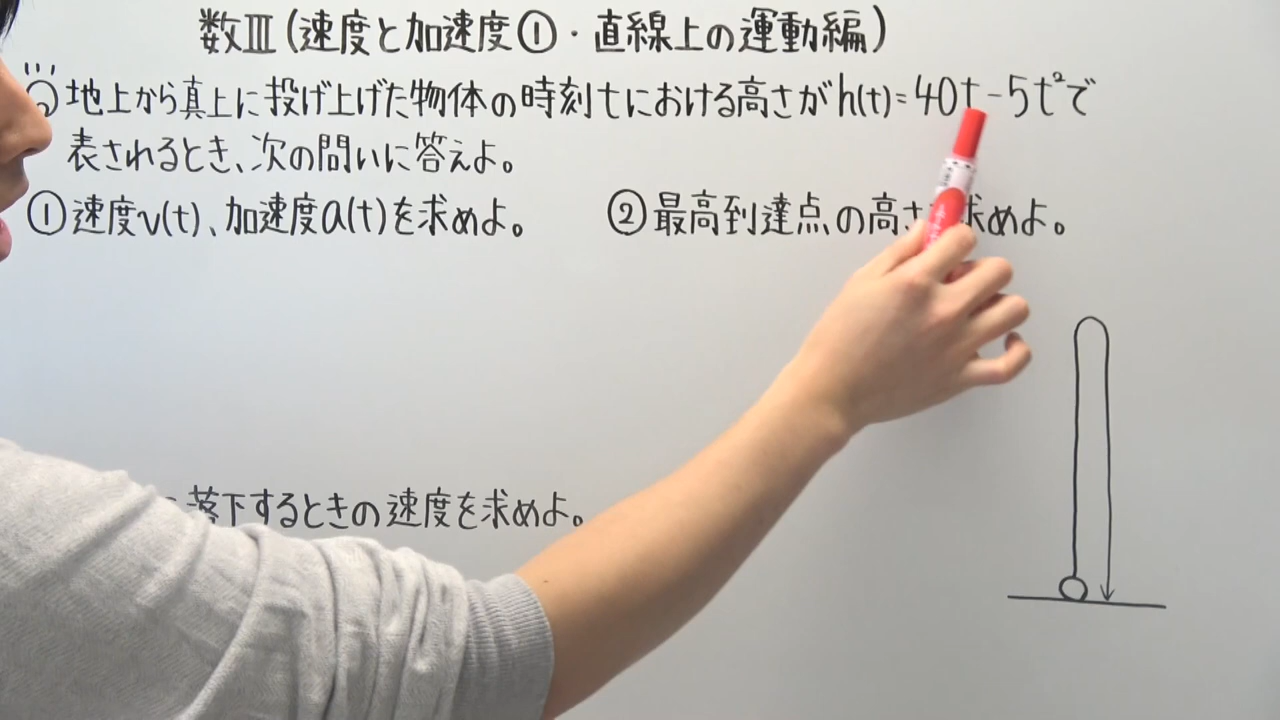 数Ⅲ(速度と加速度①・直線上の運動編)
地上から真上に投げ上げた物体の時刻tにおける高さがh(t)=40t-5t²で
表されるとき、次の問いに答えよ。
①速度v(t)、加速度a(t)を求めよ。 ②最高到達点の高さ 求めよ。
落下するときの速度を求めよ。